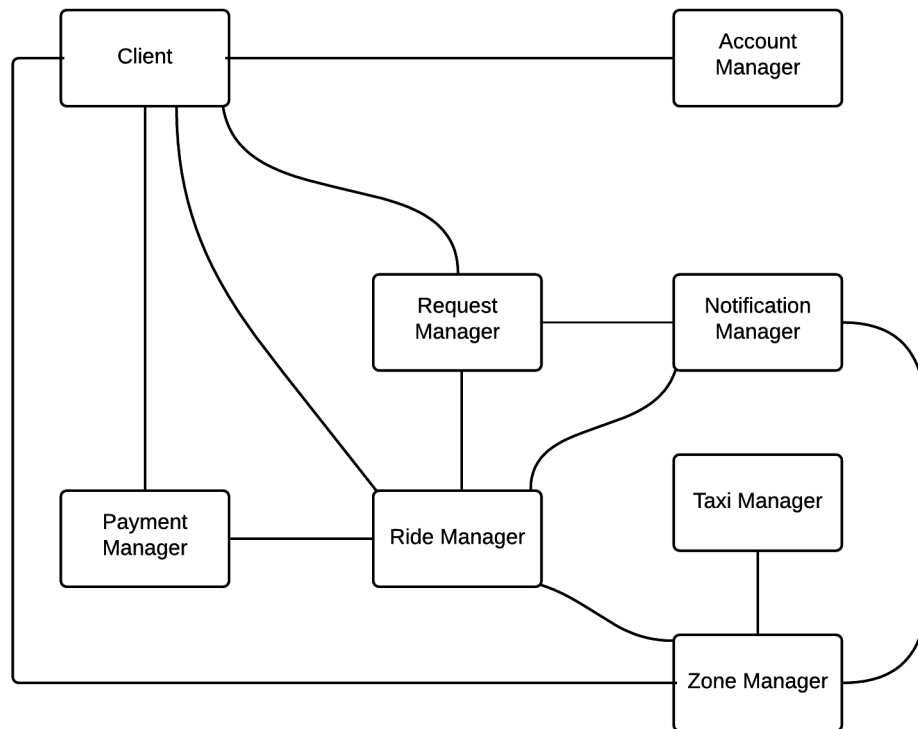 Client
Account
Manager
Request
Manager
Notification
Manager
Taxi Manager
Payment
Manager
Ride Manager
Zone Manager